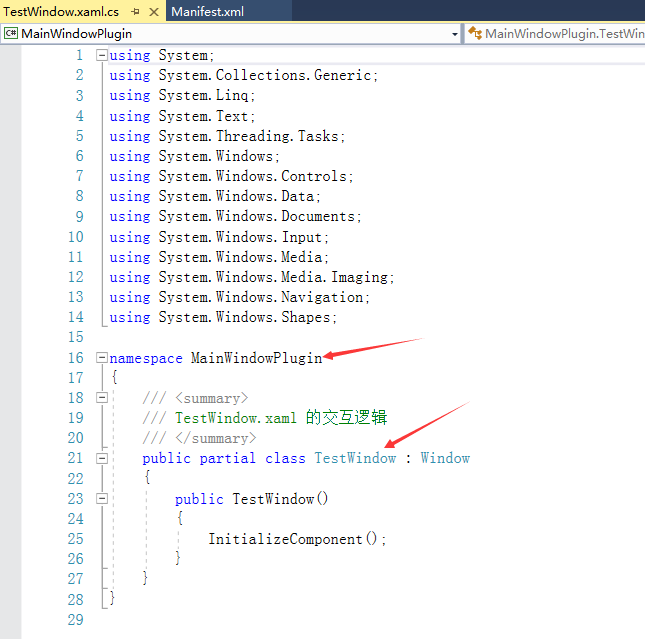 TestWindow.xaml.cs
Manifest.xml
MainWindowPlugin
MainWindowPlugin.TestWin
1 using System;
2 using System.Collections.Generic;
3 using System.Linq;
4 using System.Text;
5 using System.Threading.Tasks;
6 using System.Windows;
7 using System.Windows.Controls;
8 using System.Windows.Data;
9 using System.Windows.Documents;
10 using System.Windows.Input;
11 using System.Windows.Media;
12 using System.Windows.Media.Imaging;
13 using System.Windows.Navigation;
14 using System.Windows.Shapes;
15
16 namespace MainWindowPlugin
17 {
18 /// <summary>
19 /// TestWindow.xaml 的交互逻辑
20 /// </summary>
21 public partial class TestWindow : Window
22 {
23 public TestWindow()
24 {
25 InitializeComponent();
26 }
27 }
28 }
29